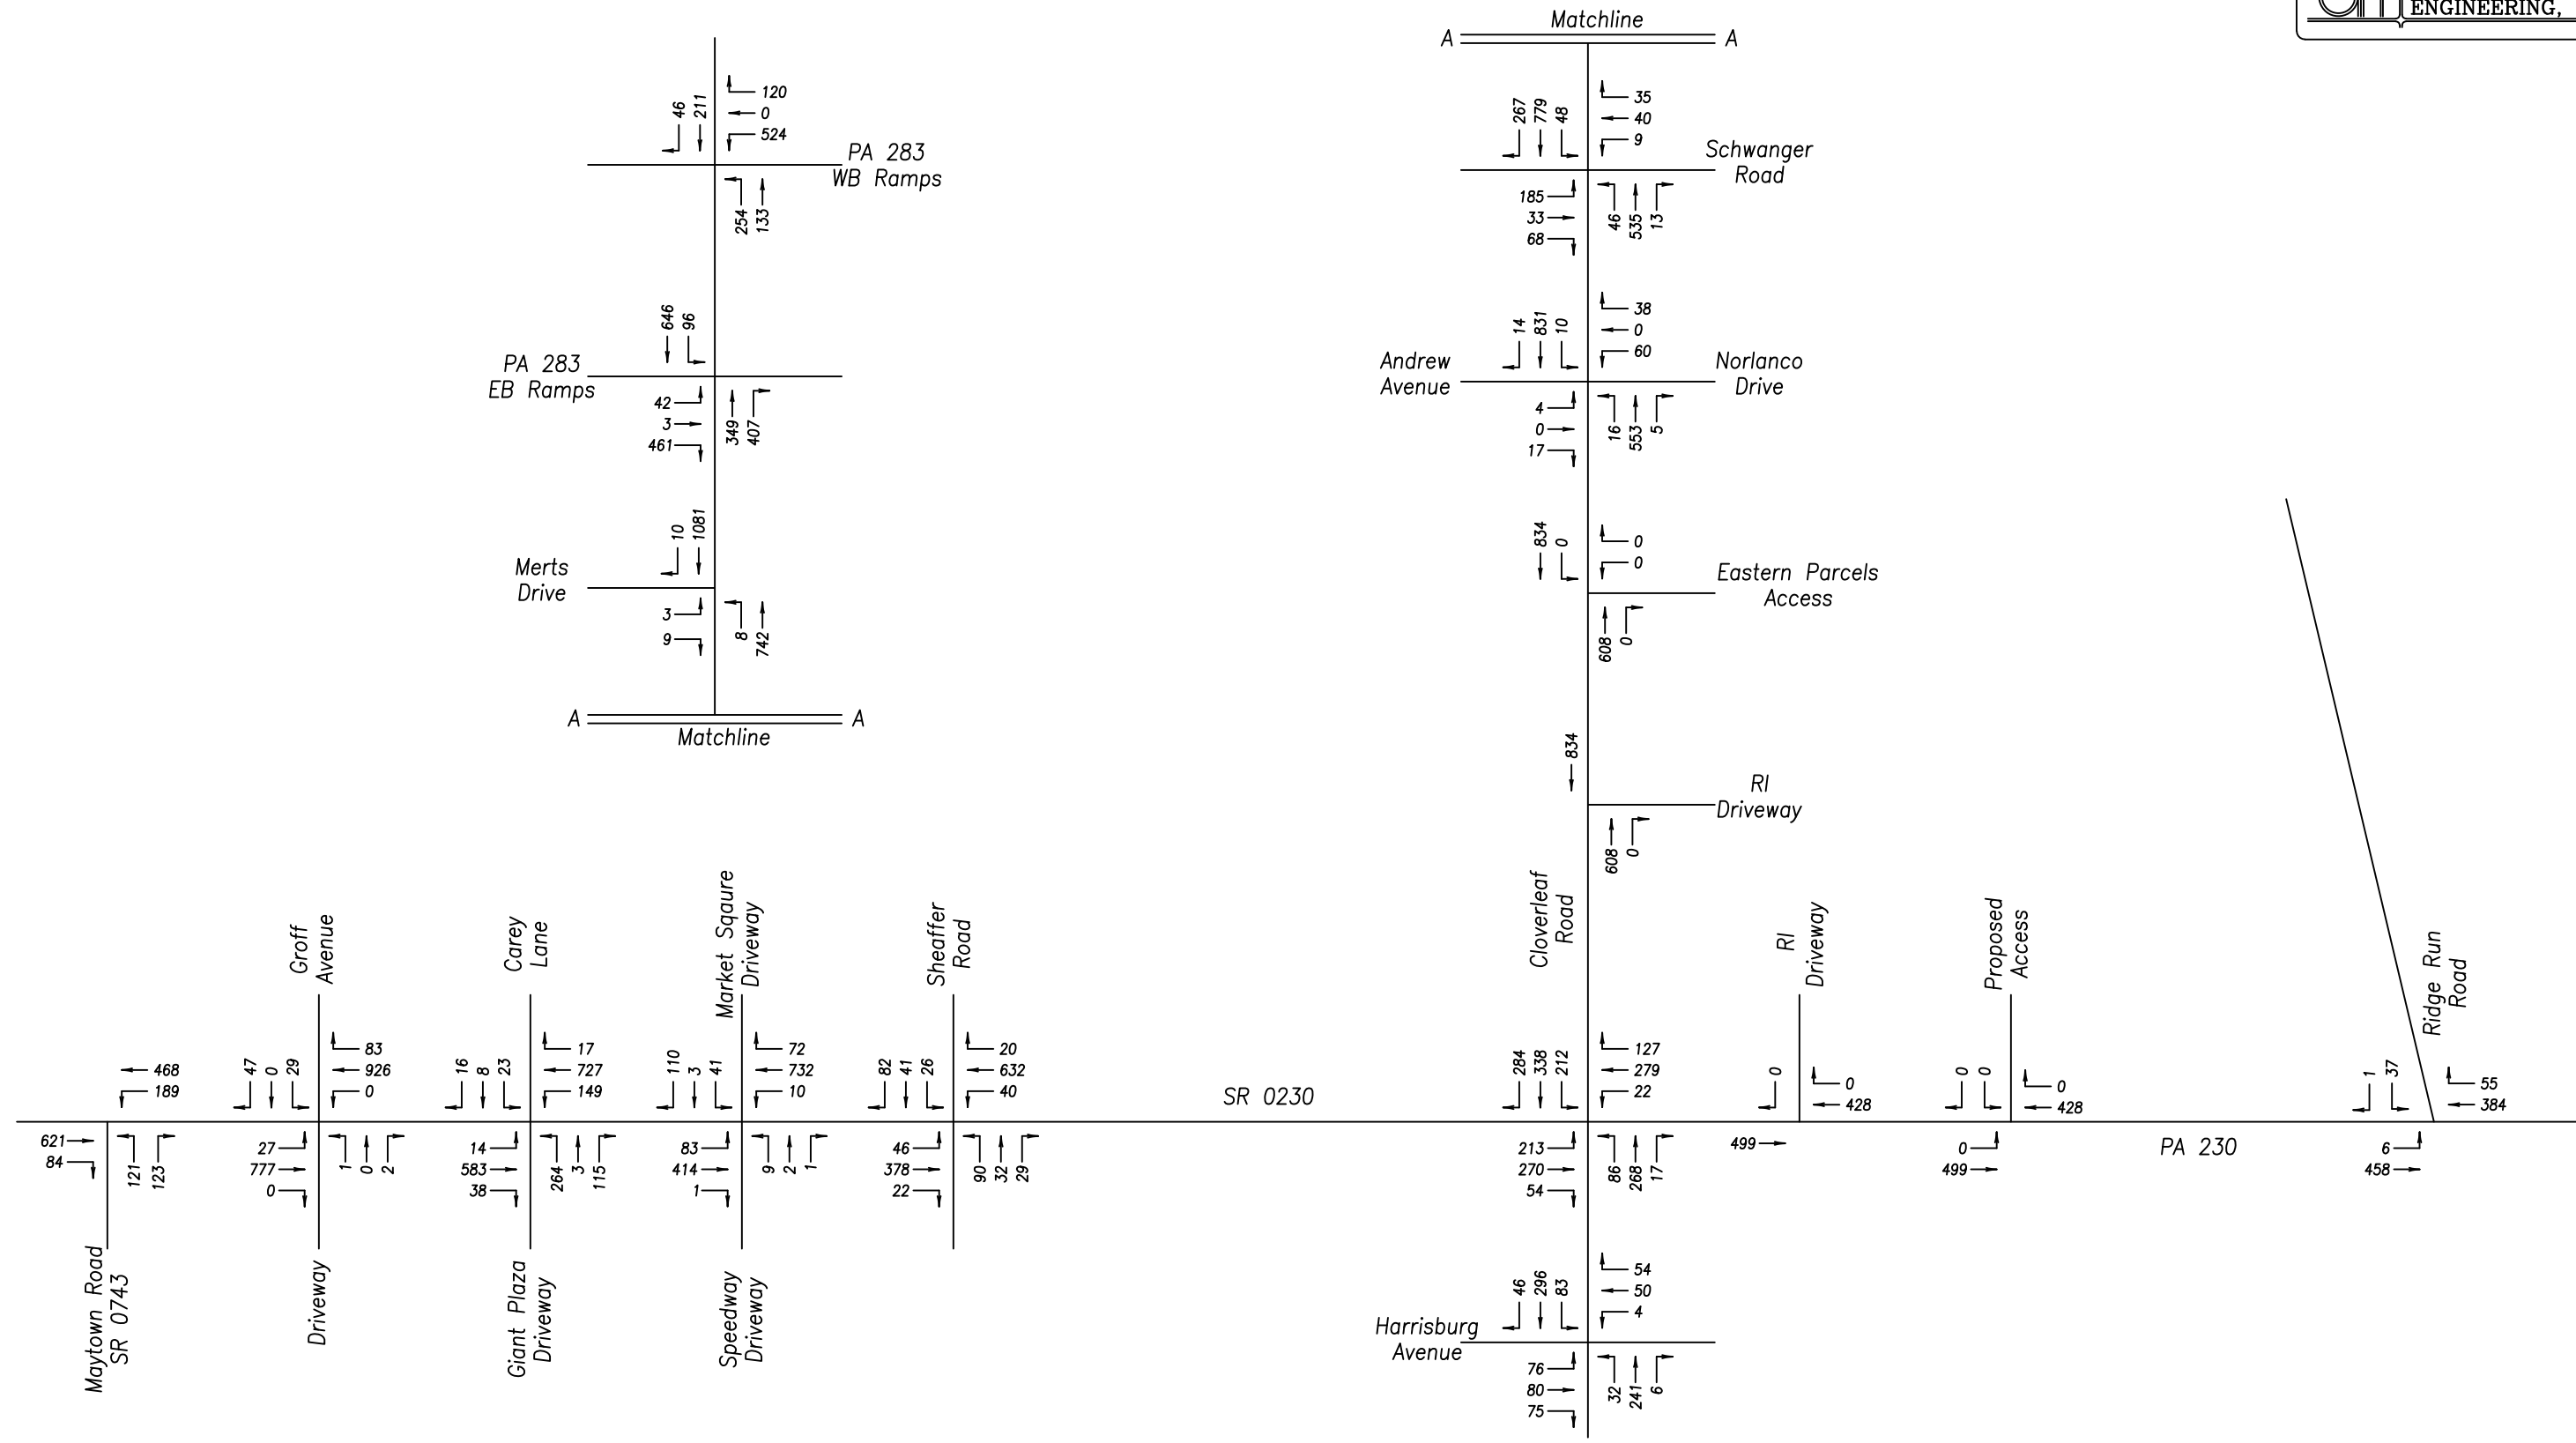 ENGINEERING,
Matchline
A A
46 211
120
0
524
PA 283
WB Ramps
254 133
646 96
PA 283
EB Ramps
42
3
461
349 407
10 1081
Merts
Drive
3
9
8 742
A A
Matchline
267 779 48
35
40
9
Schwanger
Road
185
33
68
46 535 13
14 831 10
38
0
60
Andrew
Avenue
Norlanco
Drive
4
0
17
16 553 5
834 0
0
0
Eastern Parcels
Access
608 0
834
RI
Driveway
608 0
Cloverleaf
Road
Groff
Avenue
Carey
Lane
Market Sqaure
Driveway
Sheaffer
Road
RI
Driveway
Proposed
Access
Ridge Run
Road
468
189
621
84
121 123
Maytown Road
SR 0743
47 0 29
83
926
0
27
777
0
1 0 2
Driveway
16 8 23
17
727
149
14
583
38
264 3 115
Giant Plaza
Driveway
110 3 41
72
732
10
83
414
1
9 2 1
Speedway
Driveway
82 41 26
20
632
40
46
378
22
90 32 29
SR 0230
284 338 212
127
279
22
213
270
54
86 268 17
0
0
428
499
0 0
0
428
0
499
PA 230
1 37
55
384
6
458
46 296 83
54
50
4
Harrisburg
Avenue
76
80
75
32 241 6